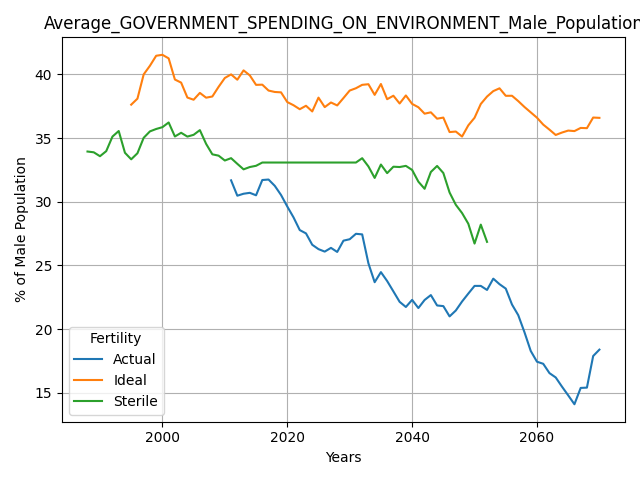 Average_GOVERNMENT_SPENDING_ON_ENVIRONMENT_Male_Population
% of Male Population
40
35
30
25
20
15
Fertility
Actual
Ideal
Sterile
2000
2020
2040
2060
Years